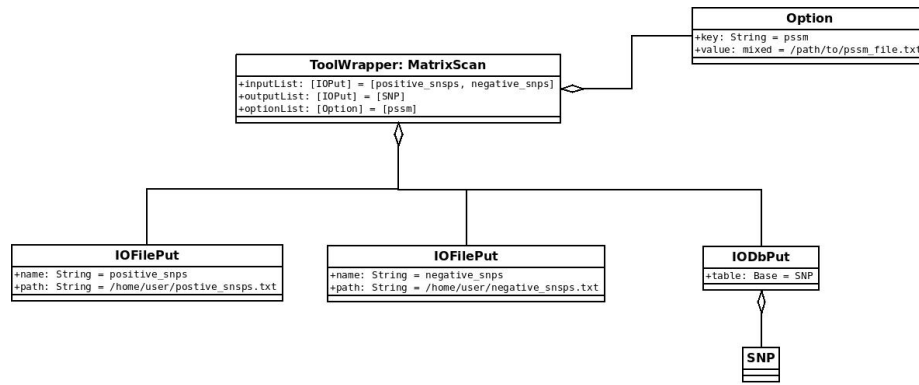 Option
+key: String = pssm
+value: mixed = /path/to/pssm_file.txt
ToolWrapper: MatrixScan
+inputList: [IOPut] = [positive_snsps, negative_snps]
+outputList: [IOPut] = [SNP]
+optionList: [Option] = [pssm]
IOFilePut
+name: String = positive_snps
+path: String = /home/user/postive_snsps.txt
IOFilePut
+name: String = negative_snps
+path: String = /home/user/negative_snsps.txt
IODbPut
+table: Base = SNP
SNP